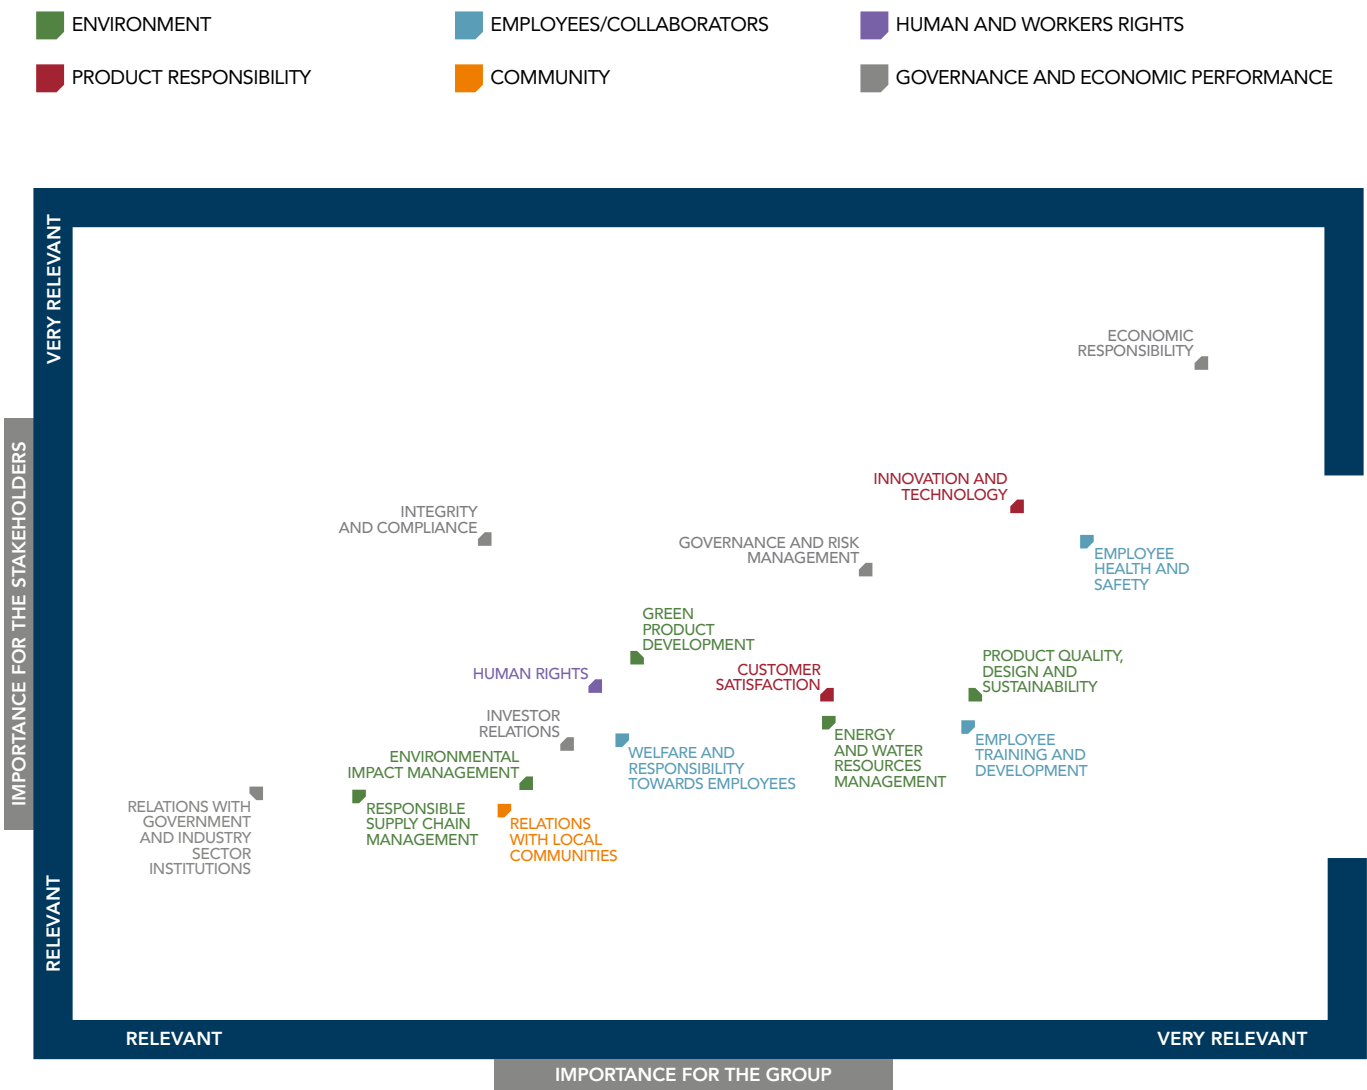 ENVIRONMENT
EMPLOYEES/COLLABORATORS
HUMAN AND WORKERS RIGHTS
PRODUCT RESPONSIBILITY
COMMUNITY
GOVERNANCE AND ECONOMIC PERFORMANCE
VERY RELEVANT
IMPORTANCE FOR THE STAKEHOLDERS
RELEVANT
ECONOMIC
RESPONSIBILITY
INNOVATION AND
TECHNOLOGY
INTEGRITY
AND COMPLIANCE
GOVERNANCE AND RISK
MANAGEMENT
EMPLOYEE
HEALTH AND
SAFETY
GREEN
PRODUCT
DEVELOPMENT
HUMAN RIGHTS
CUSTOMER
SATISFACTION
PRODUCT QUALITY,
DESIGN AND
SUSTAINABILITY
INVESTOR
RELATIONS
WELFARE AND
RESPONSIBILITY
TOWARDS EMPLOYEES
ENERGY
AND WATER
RESOURCES
MANAGEMENT
EMPLOYEE
TRAINING AND
DEVELOPMENT
ENVIRONMENTAL
IMPACT MANAGEMENT
RELATIONS WITH
GOVERNMENT
AND INDUSTRY
SECTOR
INSTITUTIONS
RESPONSIBLE
SUPPLY CHAIN
MANAGEMENT
RELATIONS
WITH LOCAL
COMMUNITIES
RELEVANT
VERY RELEVANT
IMPORTANCE FOR THE GROUP